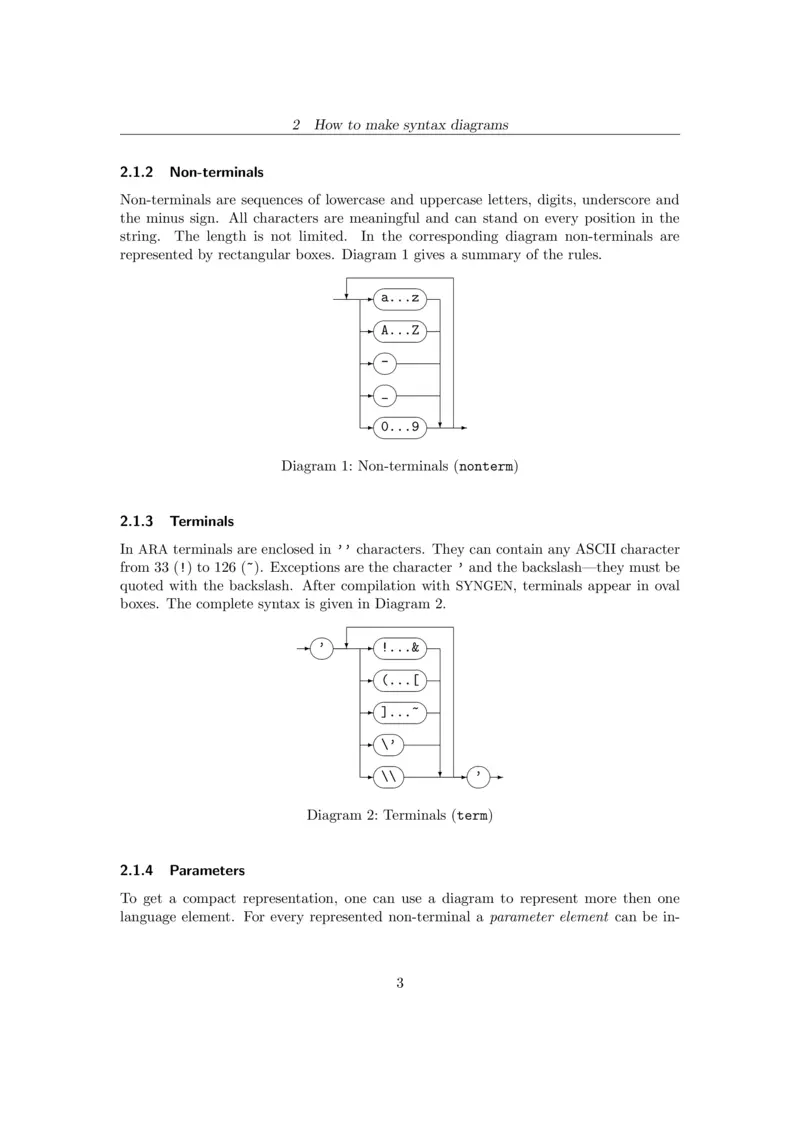 2 How to make syntax diagrams
2.1.2 Non-terminals
Non-terminals are sequences of lowercase and uppercase letters, digits, underscore and
the minus sign. All characters are meaningful and can stand on every position in the
string. The length is not limited. In the corresponding diagram non-terminals are
represented by rectangular boxes. Diagram 1 gives a summary of the rules.
a...z
A...Z
-
_
0...9
Diagram 1: Non-terminals (nonterm)
2.1.3 Terminals
In ARA terminals are enclosed in '' characters. They can contain any ASCII character
from 33 (!) to 126 (~). Exceptions are the character ' and the backslash—they must be
quoted with the backslash. After compilation with SYNGEN, terminals appear in oval
boxes. The complete syntax is given in Diagram 2.
' !...&
(...[
]...~
\'
\\ '
Diagram 2: Terminals (term)
2.1.4 Parameters
To get a compact representation, one can use a diagram to represent more then one
language element. For every represented non-terminal a parameter element can be in-
3